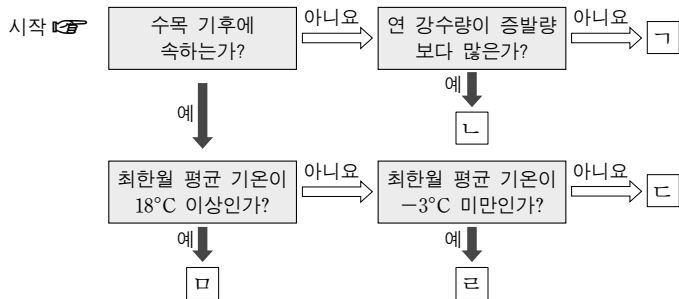 시작 ☞
수목 기후에
속하는가?
아니요
연 강수량이 증발량
보다 많은가?
아니요
ㄱ
예
예
ㄴ
최한월 평균 기온이
18°C 이상인가?
아니요
최한월 평균 기온이
−3°C 미만인가?
아니요
ㄷ
예
예
ㅁ
ㄹ